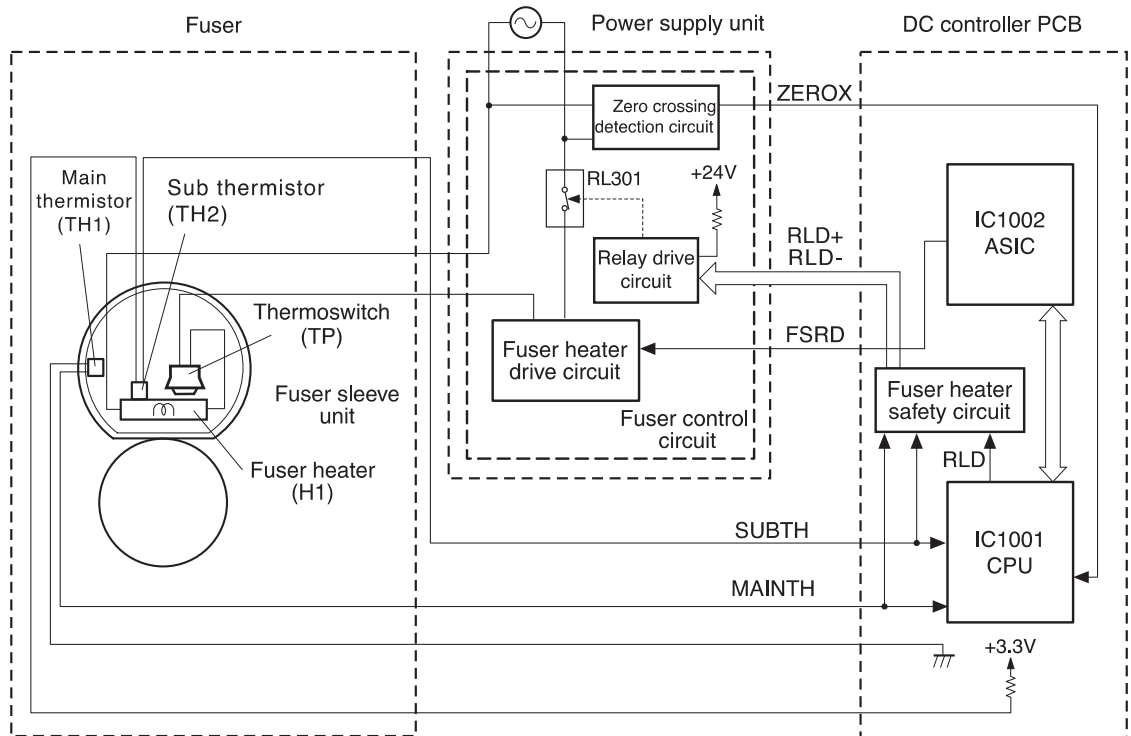 Fuser
Power supply unit
DC controller PCB
Zero crossing
detection circuit
ZEROX
Main
thermistor
(TH1)
Sub thermistor
(TH2)
RL301
+24V
IC1002
ASIC
RLD+
RLD-
Relay drive
circuit
Thermoswitch
(TP)
FSRD
Fuser heater
drive circuit
Fuser sleeve
unit
Fuser control
circuit
Fuser heater
safety circuit
Fuser heater
(H1)
RLD
SUBTH
IC1001
CPU
MAINTH
+3.3V